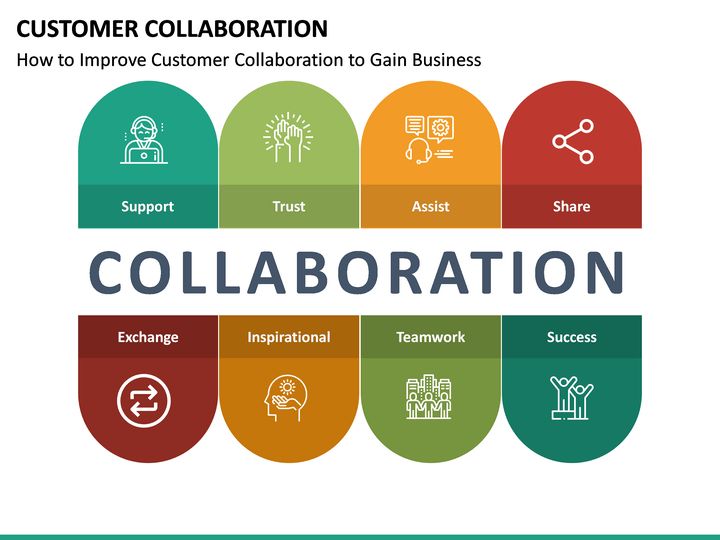 CUSTOMER COLLABORATION
How to Improve Customer Collaboration to Gain Business
Support
Trust
Assist
Share
COLLABORATION
Exchange
Inspirational
Teamwork
Success